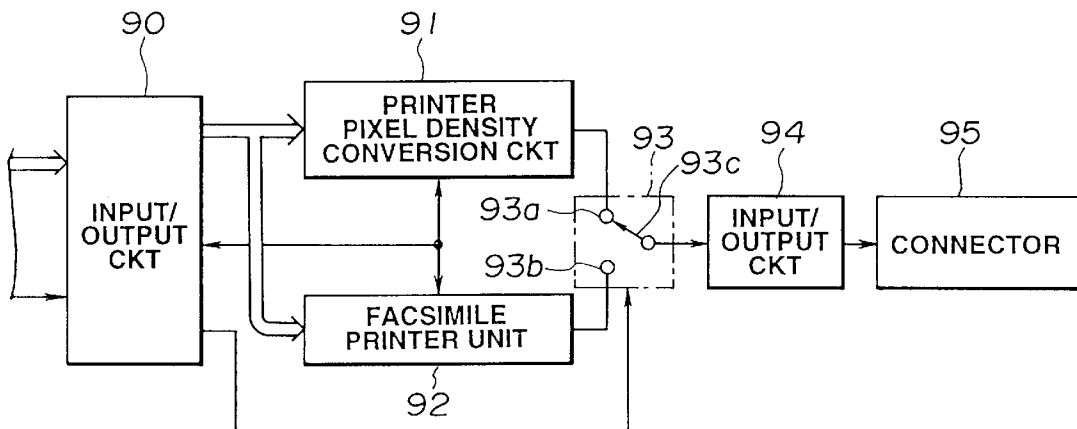 90
INPUT/
OUTPUT
CKT
91
PRINTER
PIXEL DENSITY
CONVERSION CKT
FACSIMILE
PRINTER UNIT
92
93
93a
93b
93c
94
INPUT/
OUTPUT
CKT
95
CONNECTOR